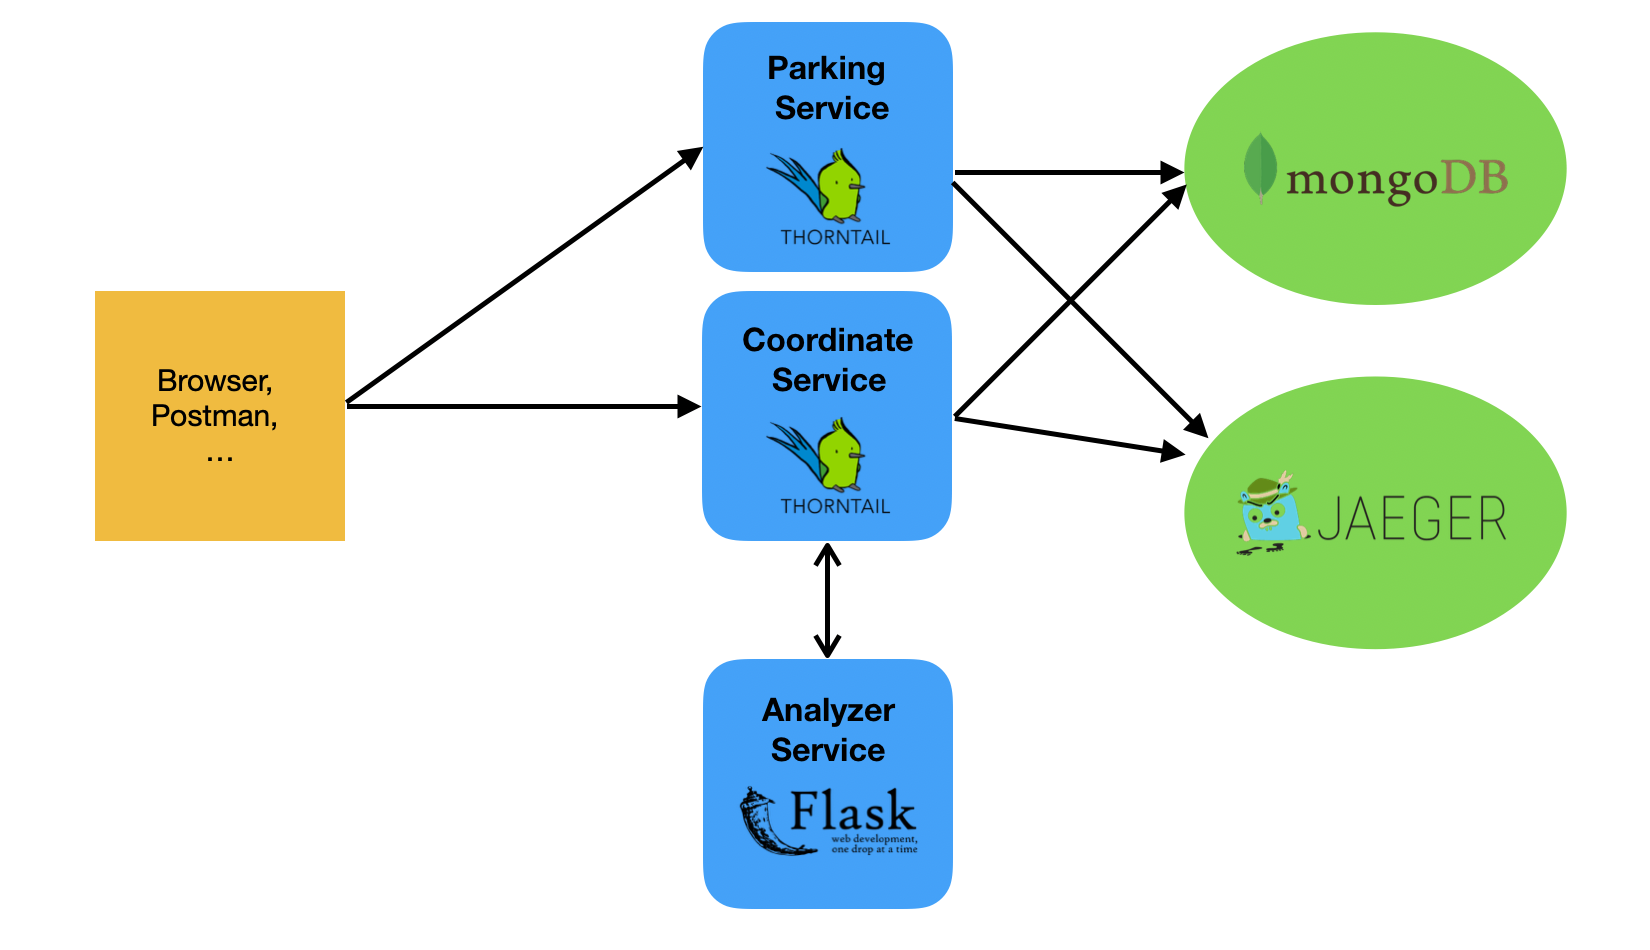 Parking
Service
THORNTAIL
mongoDB
Browser,
Postman,
...
Coordinate
Service
THORNTAIL
JAEGER
Analyzer
Service
Flask
web development,
one drop at a time